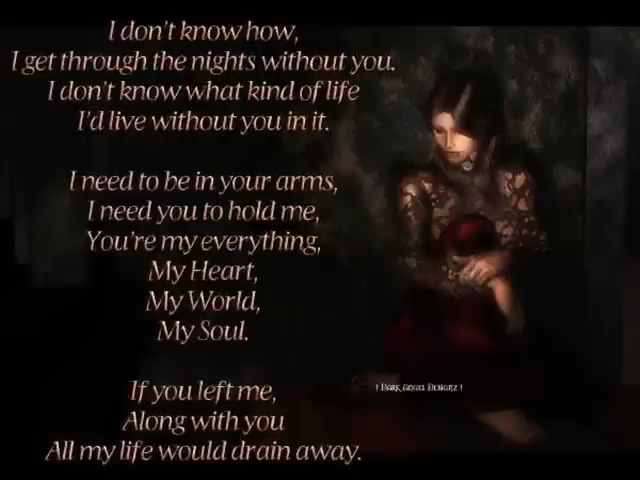 I don't know how,
I get through the nights without you.
I don't know what kind of life
I'd live without you in it.
I need to be in your arms,
I need you to hold me,
You're my everything,
My Heart,
My World,
My Soul.
If you left me,
Along with you
All my life would drain away.
! Dark Angel Designz !